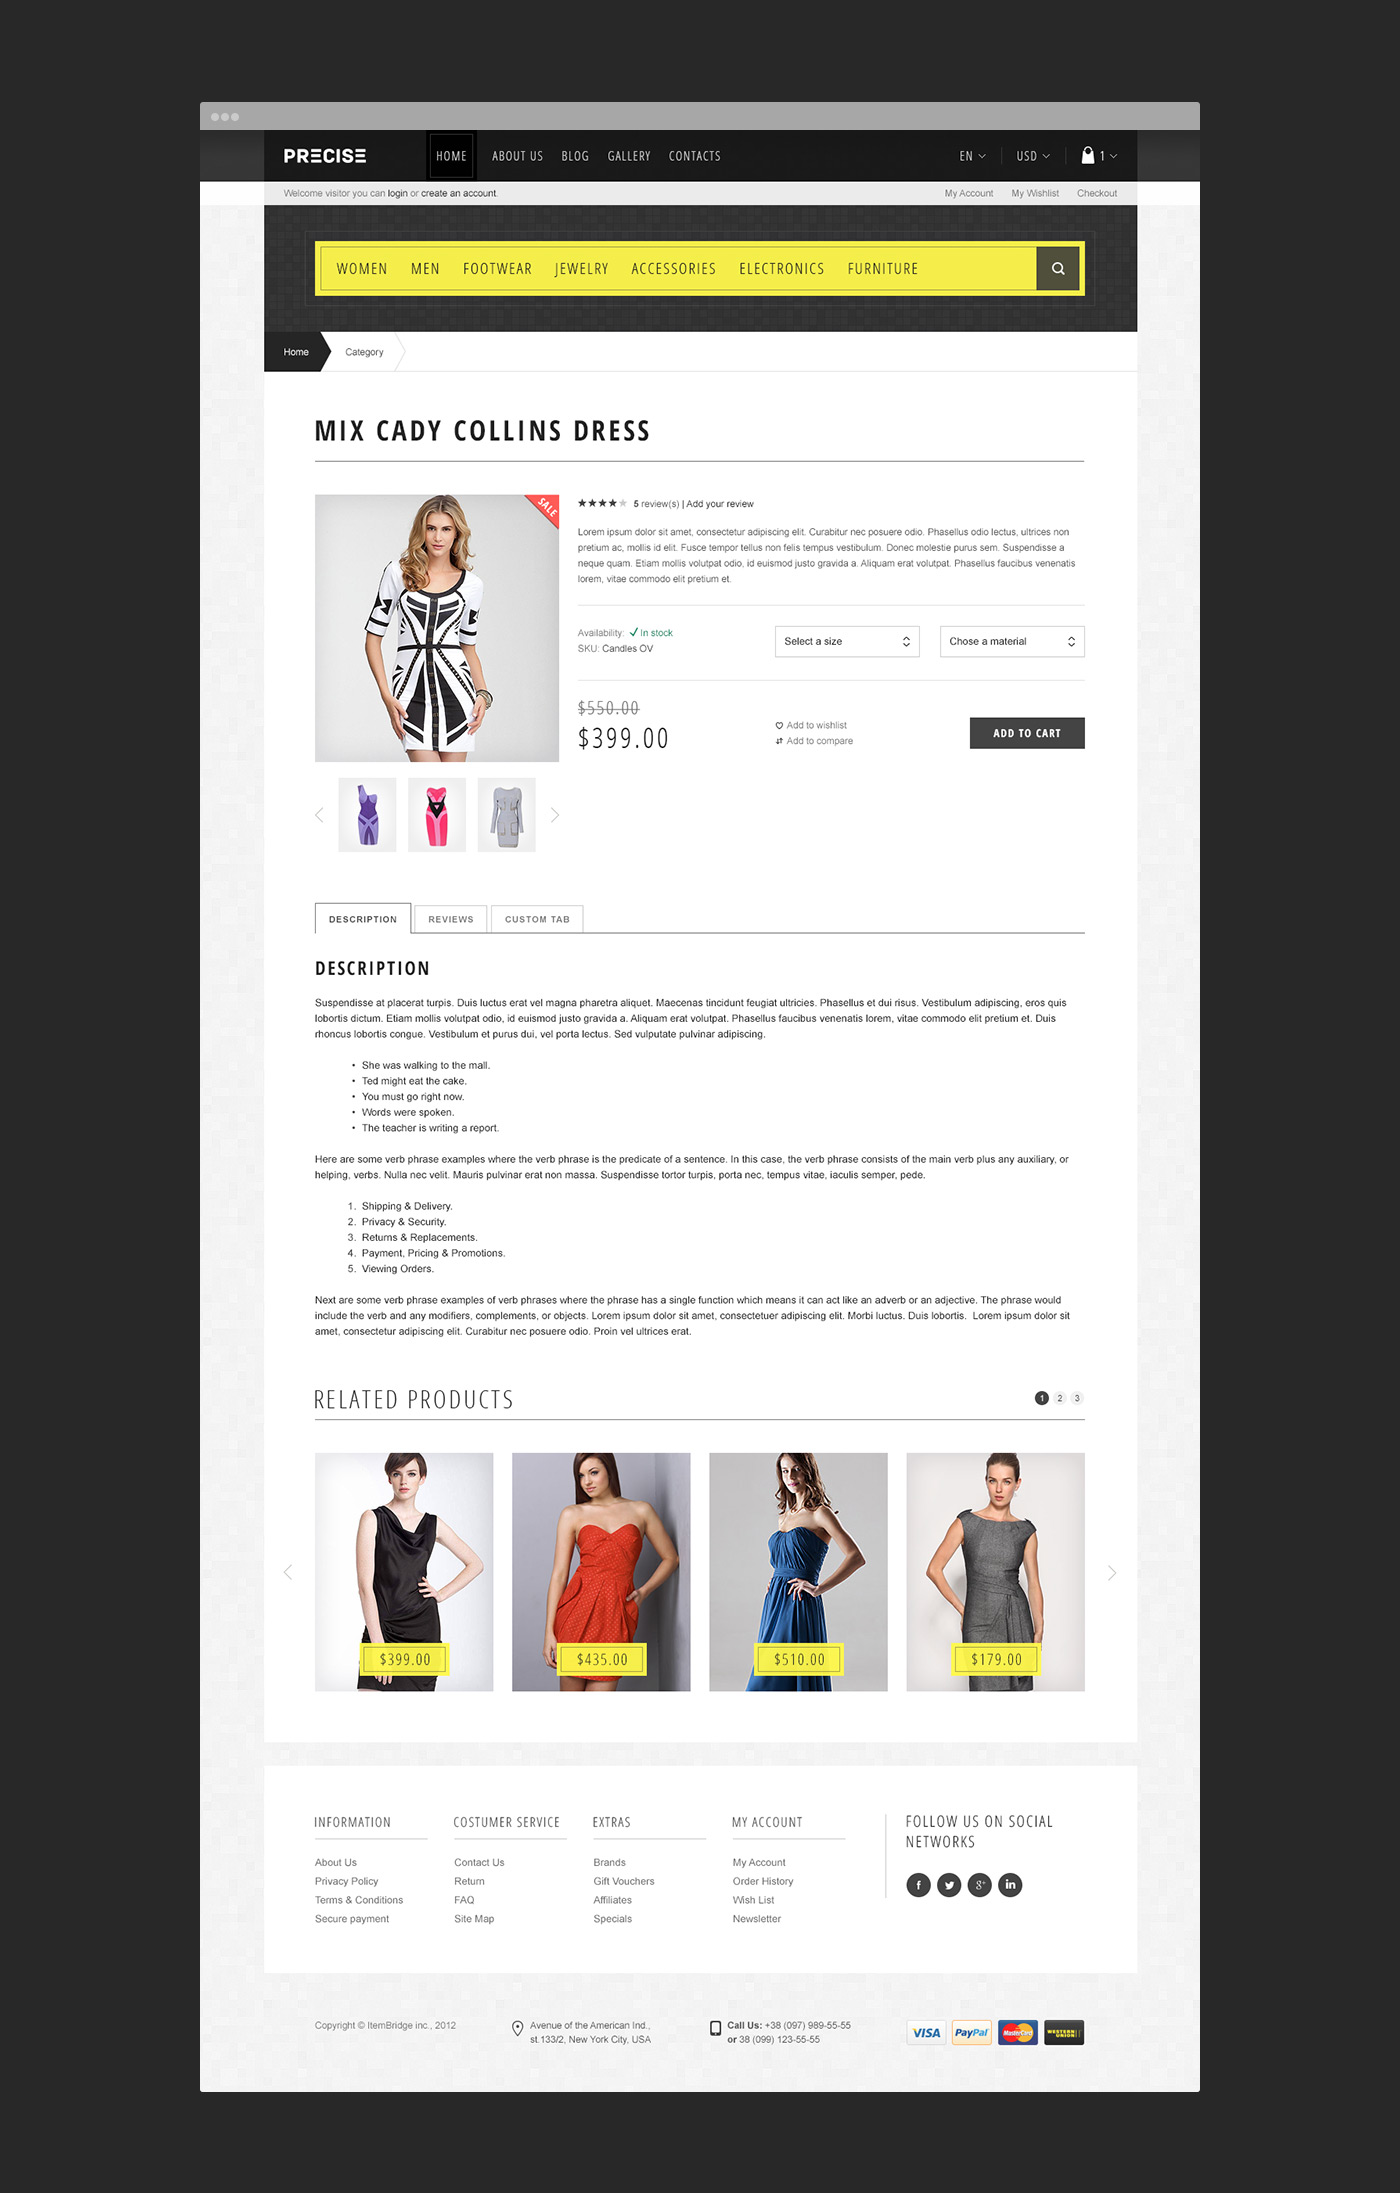 PRECISE
HOME ABOUT US BLOG GALLERY CONTACTS EN USD 1
Welcome visitor you can login or create an account.
My Account My Wishlist Checkout
WOMEN MEN FOOTWEAR JEWELRY ACCESSORIES ELECTRONICS FURNITURE
Home Category
MIX CADY COLLINS DRESS
SALE
5 review(s) | Add your review
Lorem ipsum dolor sit amet, consectetur adipiscing elit. Curabitur nec posuere odio. Phasellus odio lectus, ultrices non
pretium ac, mollis id elit. Fusce tempor tellus non felis tempus vestibulum. Donec molestie purus sem. Suspendisse a
neque quam. Etiam mollis volutpat odio, id euismod justo gravida a. Aliquam erat volutpat. Phasellus faucibus venenatis
lorem, vitae commodo elit pretium et.
Availability: In stock
SKU: Candles OV
Select a size
Chose a material
$550.00
$399.00
Add to wishlist
Add to compare
ADD TO CART
DESCRIPTION REVIEWS CUSTOM TAB
DESCRIPTION
Suspendisse at placerat turpis. Duis luctus erat vel magna pharetra aliquet. Maecenas tincidunt feugiat ultricies. Phasellus et dui risus. Vestibulum adipiscing, eros quis
lobortis dictum. Etiam mollis volutpat odio, id euismod justo gravida a. Aliquam erat volutpat. Phasellus faucibus venenatis lorem, vitae commodo elit pretium et. Duis
rhoncus lobortis congue. Vestibulum et purus dui, vel porta lectus. Sed vulputate pulvinar adipiscing.
• She was walking to the mall.
• Ted might eat the cake.
• You must go right now.
• Words were spoken.
• The teacher is writing a report.
Here are some verb phrase examples where the verb phrase is the predicate of a sentence. In this case, the verb phrase consists of the main verb plus any auxiliary, or
helping, verbs. Nulla nec velit. Mauris pulvinar erat non massa. Suspendisse tortor turpis, porta nec, tempus vitae, iaculis semper, pede.
1. Shipping & Delivery.
2. Privacy & Security.
3. Returns & Replacements.
4. Payment, Pricing & Promotions.
5. Viewing Orders.
Next are some verb phrase examples of verb phrases where the phrase has a single function which means it can act like an adverb or an adjective. The phrase would
include the verb and any modifiers, complements, or objects. Lorem ipsum dolor sit amet, consectetuer adipiscing elit. Morbi luctus. Duis lobortis. Lorem ipsum dolor sit
amet, consectetur adipiscing elit. Curabitur nec posuere odio. Proin vel ultrices erat.
RELATED PRODUCTS
1 2 3
$399.00 $435.00 $510.00 $179.00
INFORMATION
About Us
Privacy Policy
Terms & Conditions
Secure payment
COSTUMER SERVICE
Contact Us
Return
FAQ
Site Map
EXTRAS
Brands
Gift Vouchers
Affiliates
Specials
MY ACCOUNT
My Account
Order History
Wish List
Newsletter
FOLLOW US ON SOCIAL
NETWORKS
f g+ in
Copyright © ItemBridge inc., 2012
Avenue of the American Ind.,
st.133/2, New York City, USA
Call Us: +38 (097) 989-55-55
or 38 (099) 123-55-55
VISA PayPal MasterCard WESTERN UNION